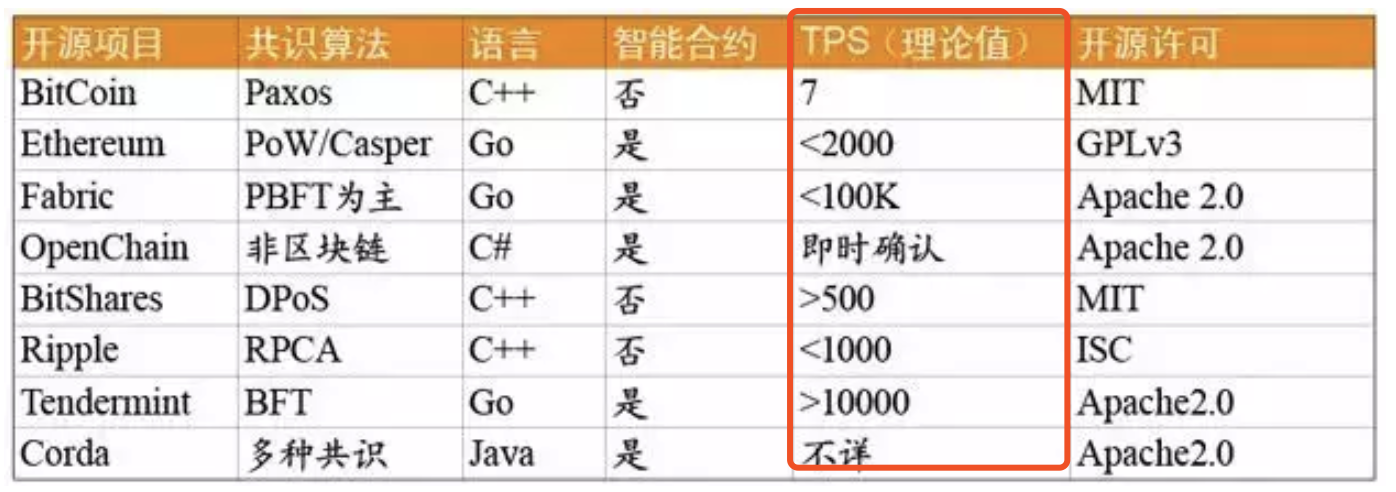 开源项目 共识算法 语言 智能合约 TPS（理论值） 开源许可
BitCoin Paxos C++ 否 7 MIT
Ethereum PoW/Casper Go 是 <2000 GPLv3
Fabric PBFT为主 Go 是 <100K Apache 2.0
OpenChain 非区块链 C# 是 即时确认 Apache 2.0
BitShares DPoS C++ 否 >500 MIT
Ripple RPCA C++ 否 <1000 ISC
Tendermint BFT Go 是 >10000 Apache2.0
Corda 多种共识 Java 是 不详 Apache2.0